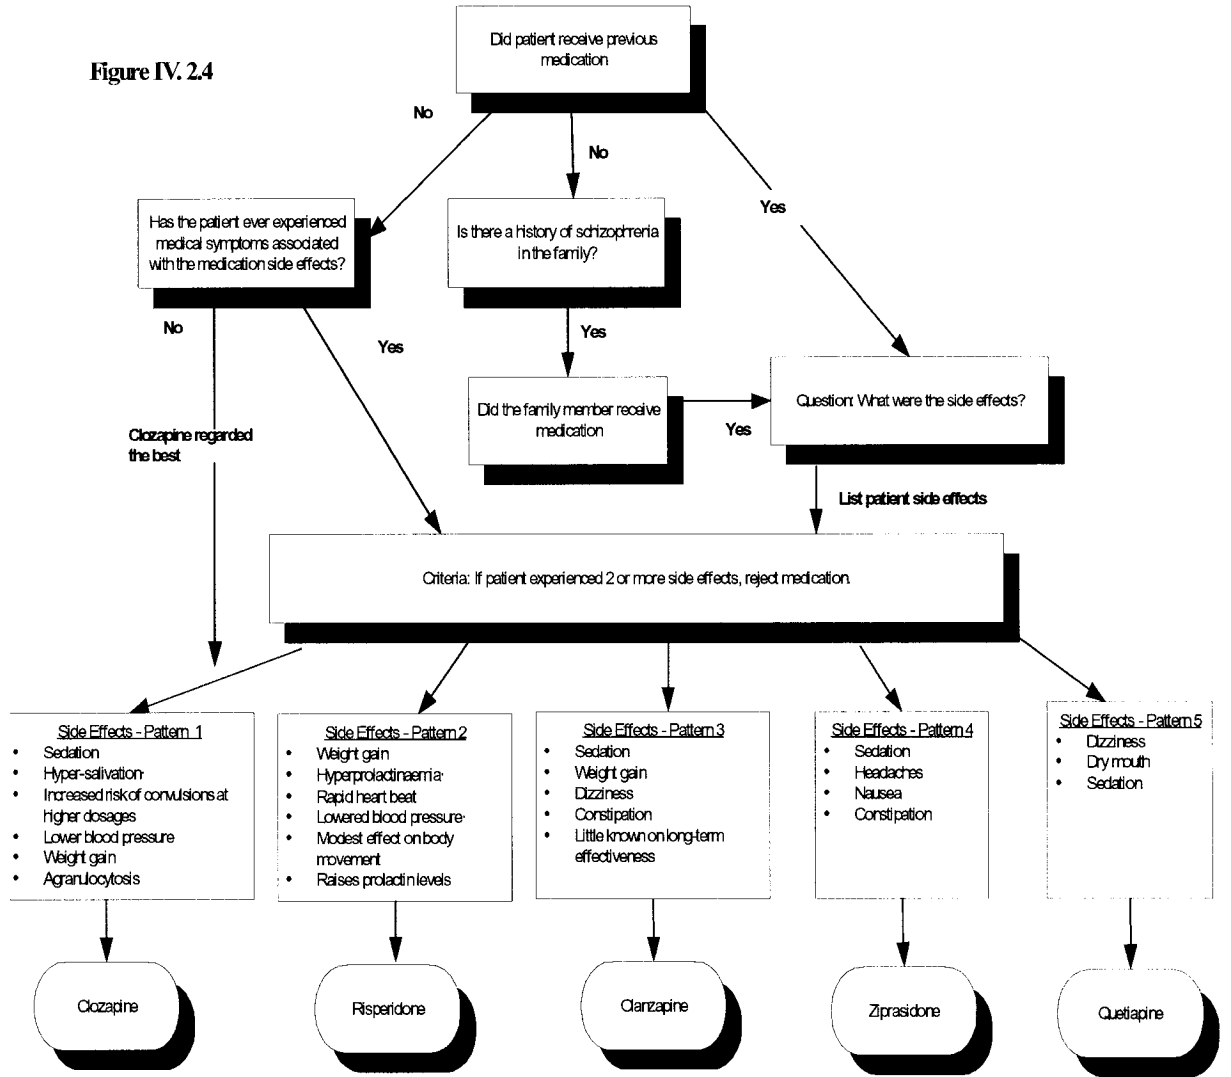 Did patient receive previous
medication
Figure IV. 2.4
No
No
Yes
Has the patient ever experienced
medical symptoms associated
with the medication side effects?
Is there a history of schizophreria
in the family?
No
Yes
Yes
Did the family member receive
medication
Yes
Question: What were the side effects?
Clozapine regarded
the best
List patient side effects
Criteria: If patient experienced 2 or more side effects, reject medication.
Side Effects - Pattern 1
• Sedation
• Hyper-salivation·
• Increased risk of convulsions at
higher dosages
• Lower blood pressure
• Weight gain
• Agranulocytosis
Side Effects - Pattern 2
• Weight gain
• Hyperprolactinaemia·
• Rapid heart beat
• Lowered blood pressure·
• Modest effect on body
movement
• Raises prolactin levels
Side Effects - Pattern 3
• Sedation
• Weight gain
• Dizziness
• Constipation
• Little known on long-term
effectiveness
Side Effects - Pattern 4
• Sedation
• Headaches
• Nausea
• Constipation
Side Effects - Pattern 5
• Dizziness
• Dry mouth
• Sedation
Clozapine
Risperidone
Clanzapine
Ziprasidone
Quetiapine